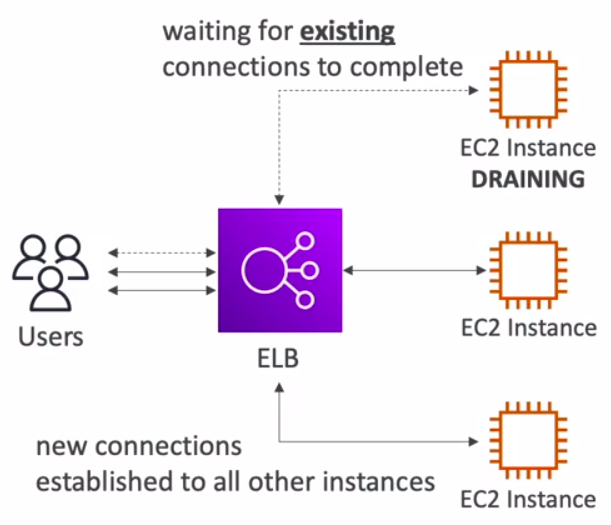 waiting for existing
connections to complete
EC2 Instance
DRAINING
Users
ELB
EC2 Instance
new connections
established to all other instances
EC2 Instance